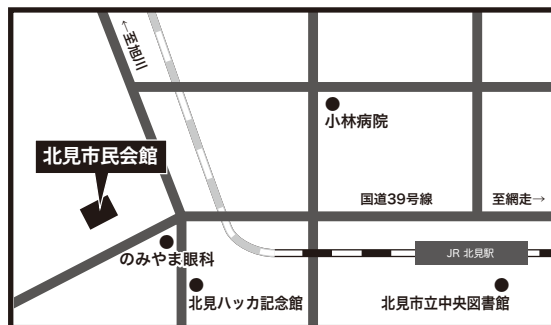 ←至旭川
小林病院
北見市民会館
国道39号線
至網走→
のみやま眼科
JR 北見駅
北見ハッカ記念館
北見市立中央図書館